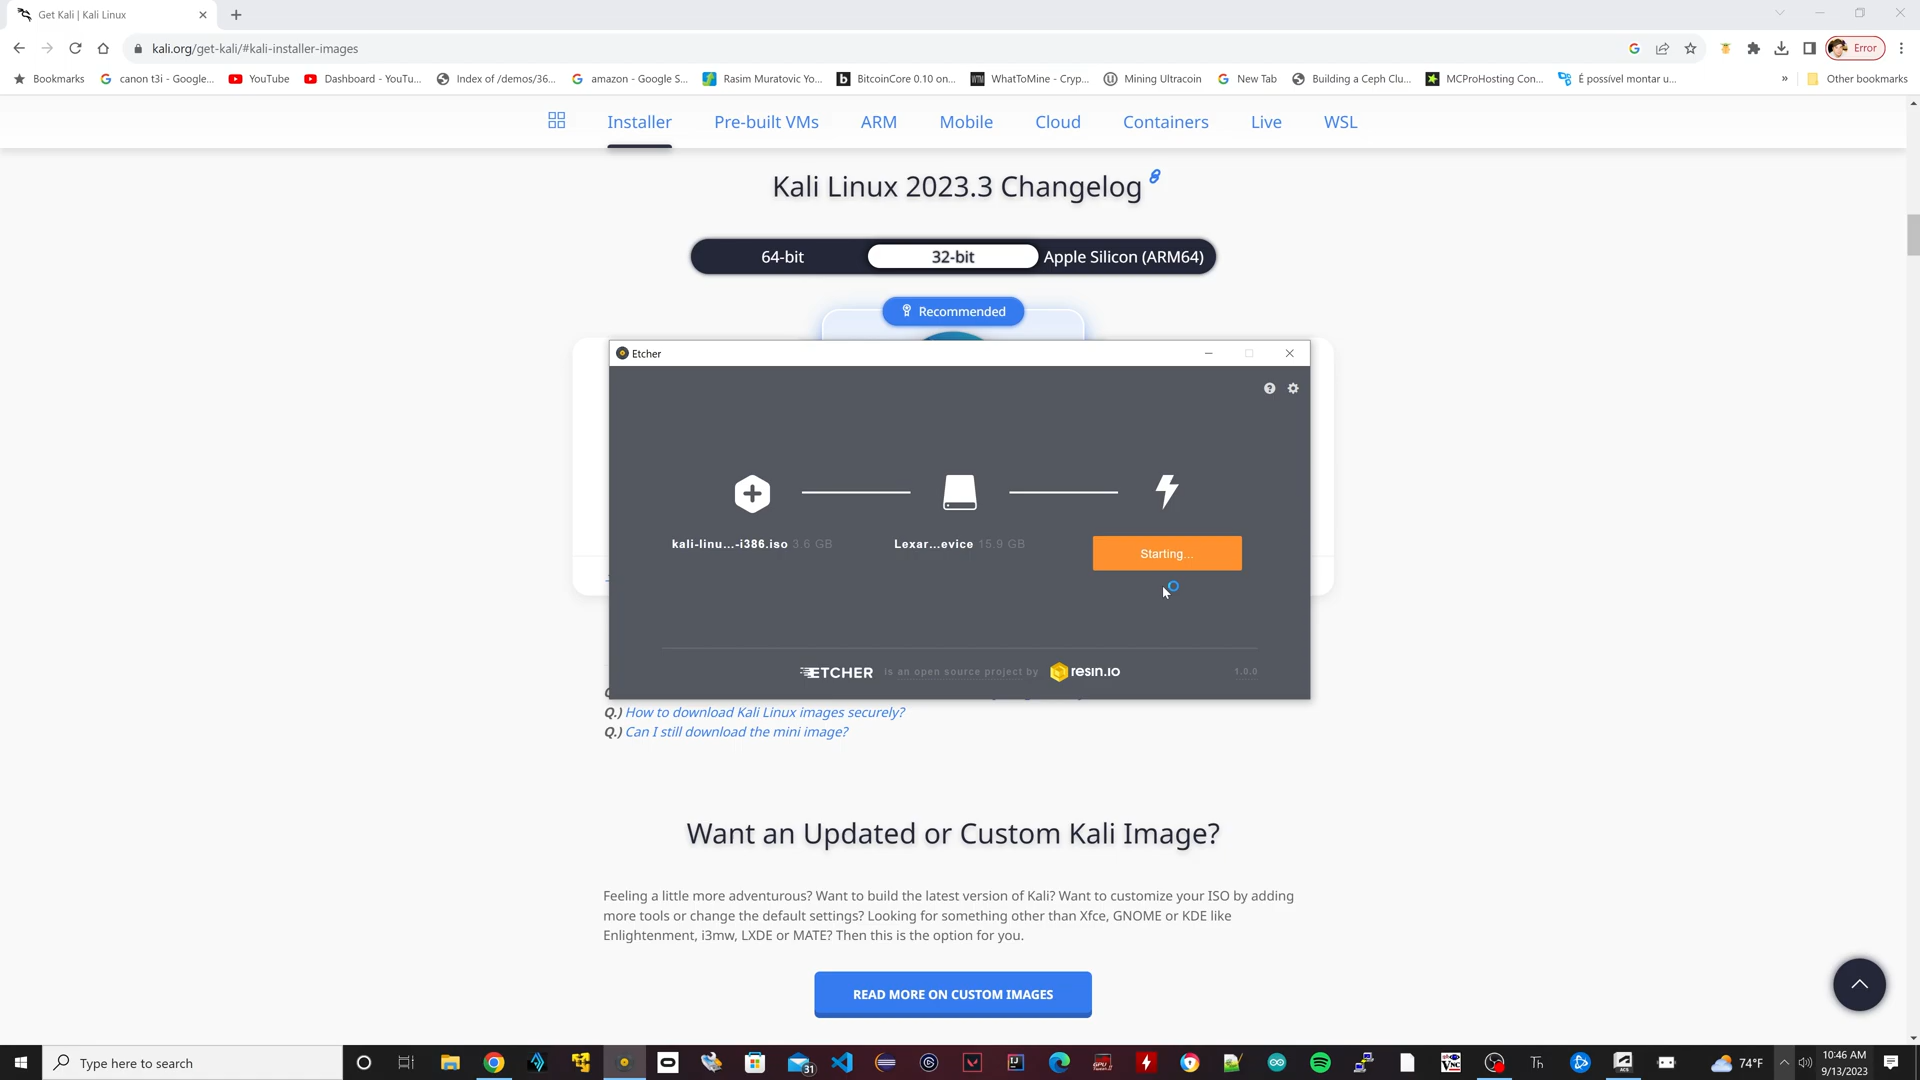 Get Kali | Kali Linux
kali.org/get-kali/#kali-installer-images
Error
Bookmarks
canon t3i - Google...
YouTube
Dashboard - YouTu...
Index of /demos/36...
amazon - Google S...
Rasim Muratovic Yo...
BitcoinCore 0.10 on...
WhatToMine - Cryp...
Mining Ultracoin
New Tab
Building a Ceph Clu...
MCProHosting Con...
É possível montar u...
»
Other bookmarks
Installer
Pre-built VMs
ARM
Mobile
Cloud
Containers
Live
WSL
Kali Linux 2023.3 Changelog
64-bit
32-bit
Apple Silicon (ARM64)
Recommended
Etcher
kali-linu...-i386.iso 3.6 GB
Lexar...evice 15.9 GB
Starting...
ETCHER is an open source project by resin.io
1.0.0
Q.) How to download Kali Linux images securely?
Q.) Can I still download the mini image?
Want an Updated or Custom Kali Image?
Feeling a little more adventurous? Want to build the latest version of Kali? Want to customize your ISO by adding
more tools or change the default settings? Looking for something other than Xfce, GNOME or KDE like
Enlightenment, i3mw, LXDE or MATE? Then this is the option for you.
READ MORE ON CUSTOM IMAGES
Type here to search
31
74°F
10:46 AM
9/13/2023